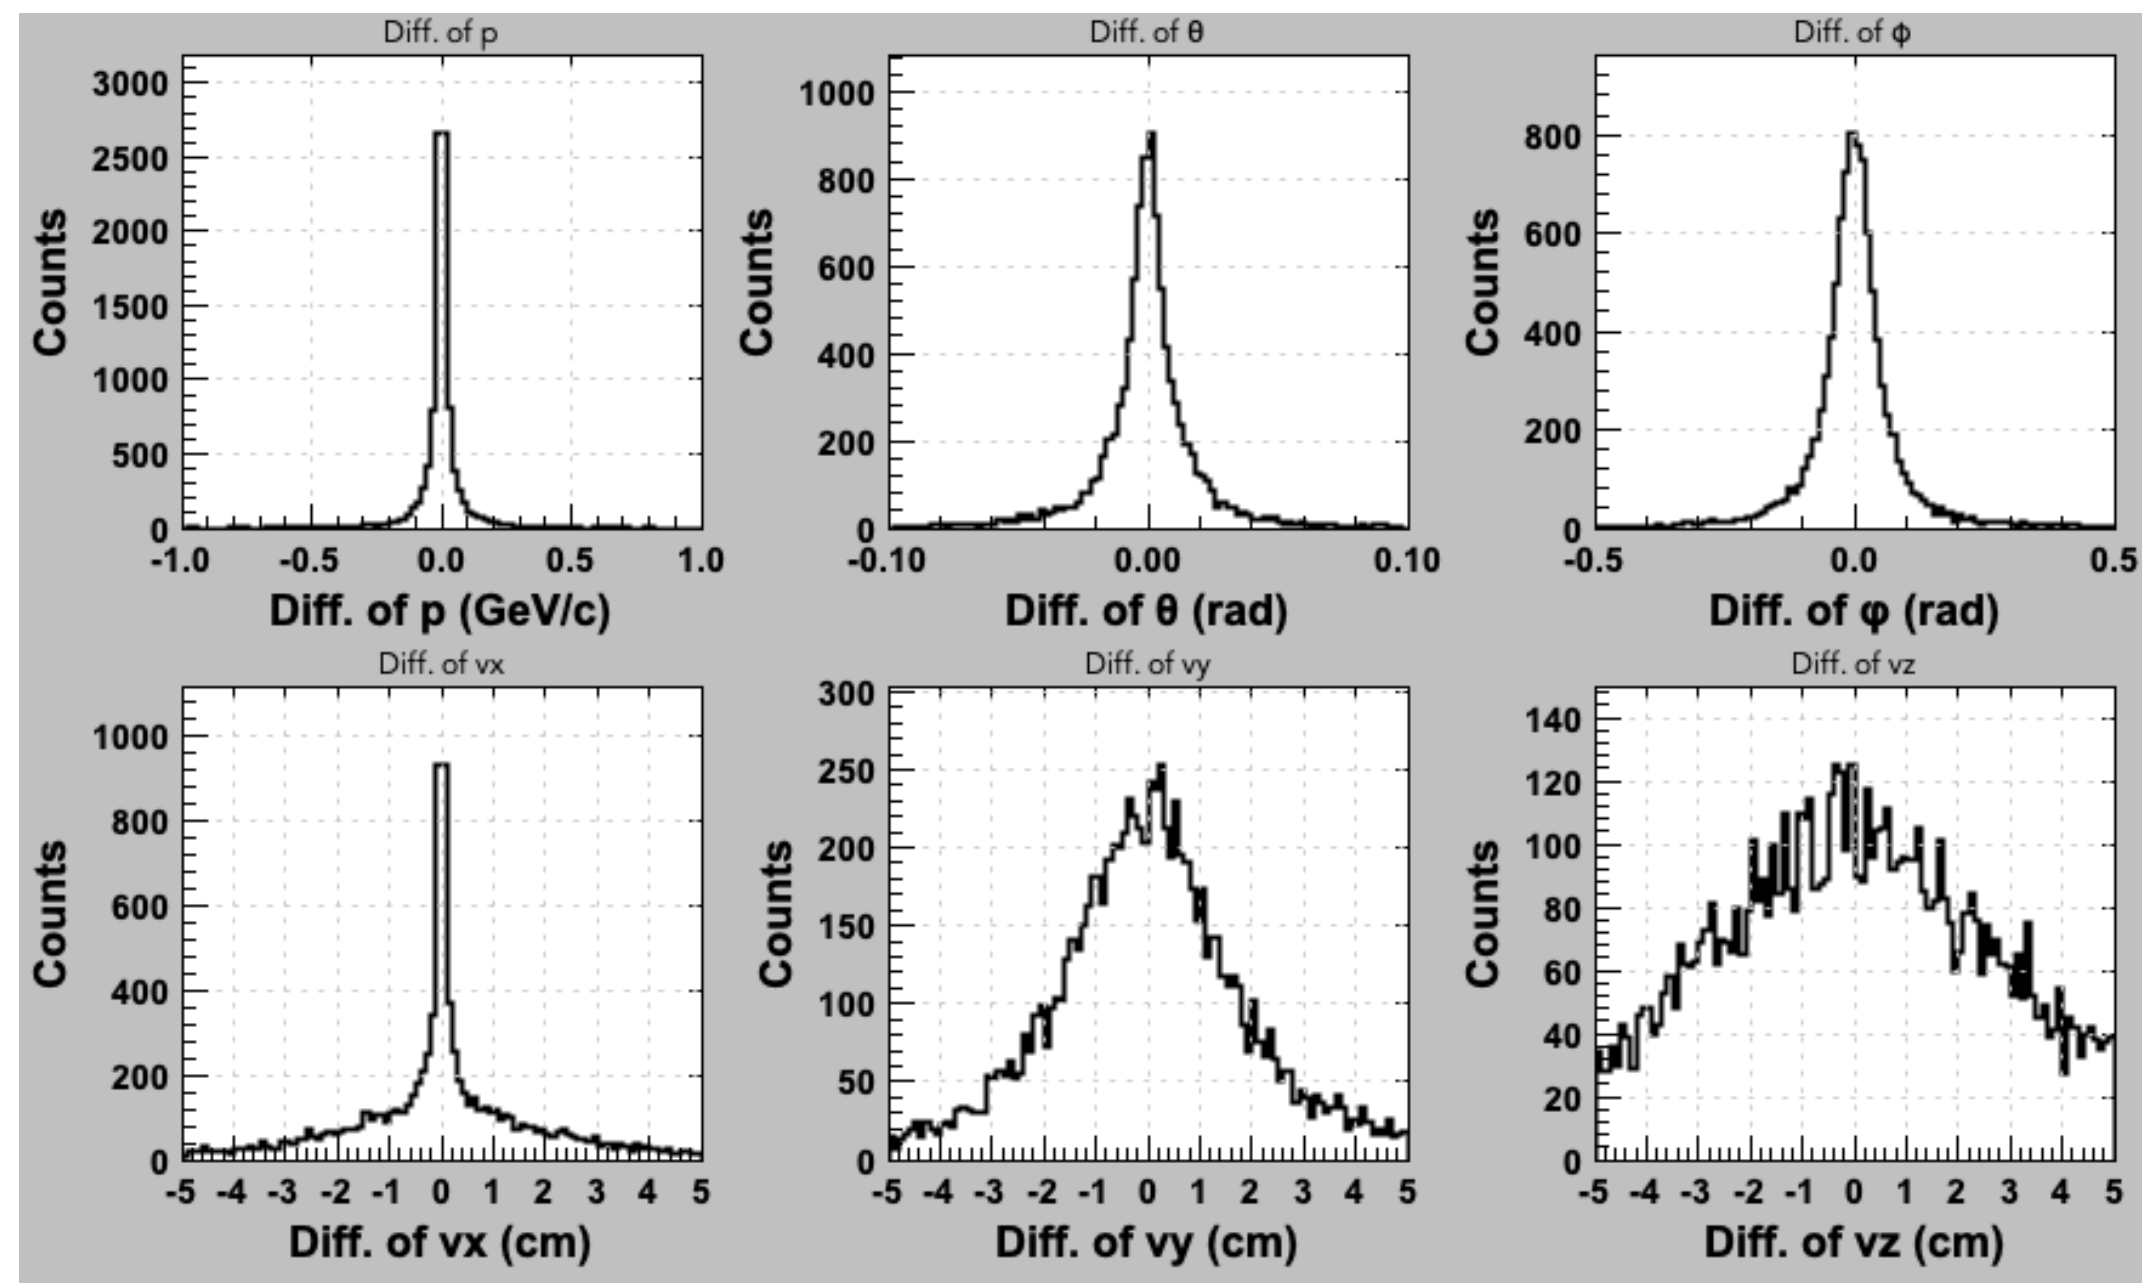 Diff. of p
3000
2500
2000
1500
1000
500
0
-1.0 -0.5 0.0 0.5 1.0
Counts
Diff. of p (GeV/c)
Diff. of θ
1000
800
600
400
200
0
-0.10 0.00 0.10
Counts
Diff. of θ (rad)
Diff. of ϕ
800
600
400
200
0
-0.5 0.0 0.5
Counts
Diff. of φ (rad)
Diff. of vx
1000
800
600
400
200
0
-5 -4 -3 -2 -1 0 1 2 3 4 5
Counts
Diff. of vx (cm)
Diff. of vy
300
250
200
150
100
50
0
-5 -4 -3 -2 -1 0 1 2 3 4 5
Counts
Diff. of vy (cm)
Diff. of vz
140
120
100
80
60
40
20
0
-5 -4 -3 -2 -1 0 1 2 3 4 5
Counts
Diff. of vz (cm)